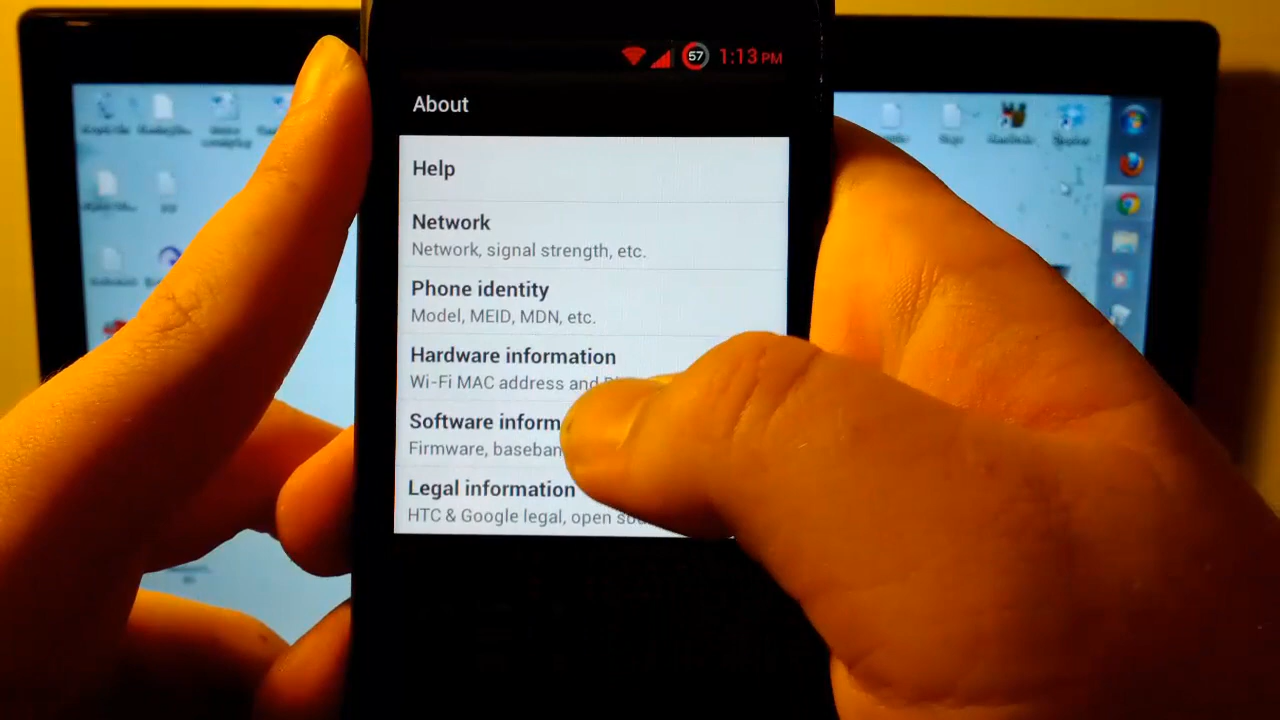 57 1:13 PM
About
Help
Network
Network, signal strength, etc.
Phone identity
Model, MEID, MDN, etc.
Hardware information
Wi-Fi MAC address and
Software inform
Firmware, baseban
Legal information
HTC & Google legal, open